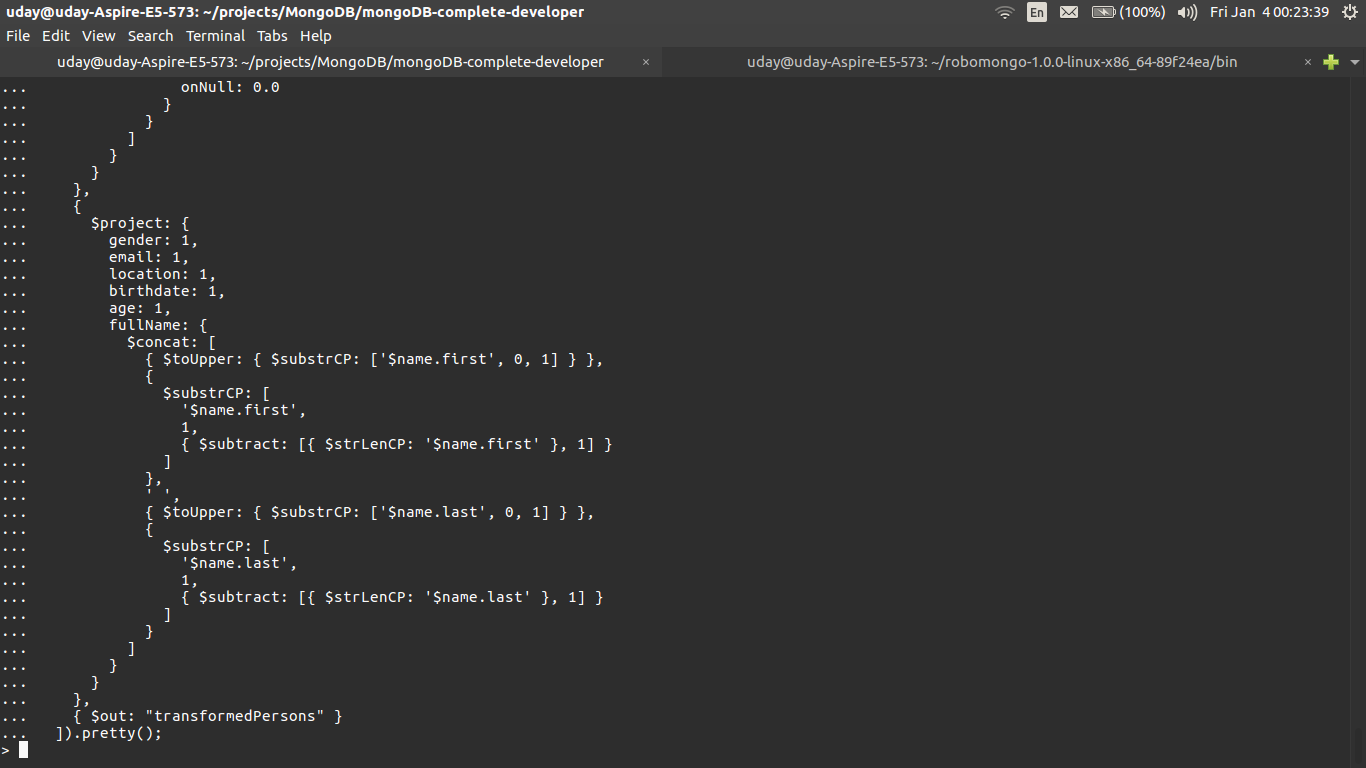 uday@uday-Aspire-E5-573: ~/projects/MongoDB/mongoDB-complete-developer
En
(100%)
Fri Jan 4 00:23:39
File Edit View Search Terminal Tabs Help
uday@uday-Aspire-E5-573: ~/projects/MongoDB/mongoDB-complete-developer ×
uday@uday-Aspire-E5-573: ~/robomongo-1.0.0-linux-x86_64-89f24ea/bin ×
...                 onNull: 0.0
...               }
...             }
...           ]
...         }
...       }
...     },
...     {
...       $project: {
...         gender: 1,
...         email: 1,
...         location: 1,
...         birthdate: 1,
...         age: 1,
...         fullName: {
...           $concat: [
...             { $toUpper: { $substrCP: ['$name.first', 0, 1] } },
...             {
...               $substrCP: [
...                 '$name.first',
...                 1,
...                 { $subtract: [{ $strLenCP: '$name.first' }, 1] }
...               ]
...             },
...             ' ',
...             { $toUpper: { $substrCP: ['$name.last', 0, 1] } },
...             {
...               $substrCP: [
...                 '$name.last',
...                 1,
...                 { $subtract: [{ $strLenCP: '$name.last' }, 1] }
...               ]
...             }
...           ]
...         }
...       }
...     },
...     { $out: "transformedPersons" }
...   ]).pretty();
>